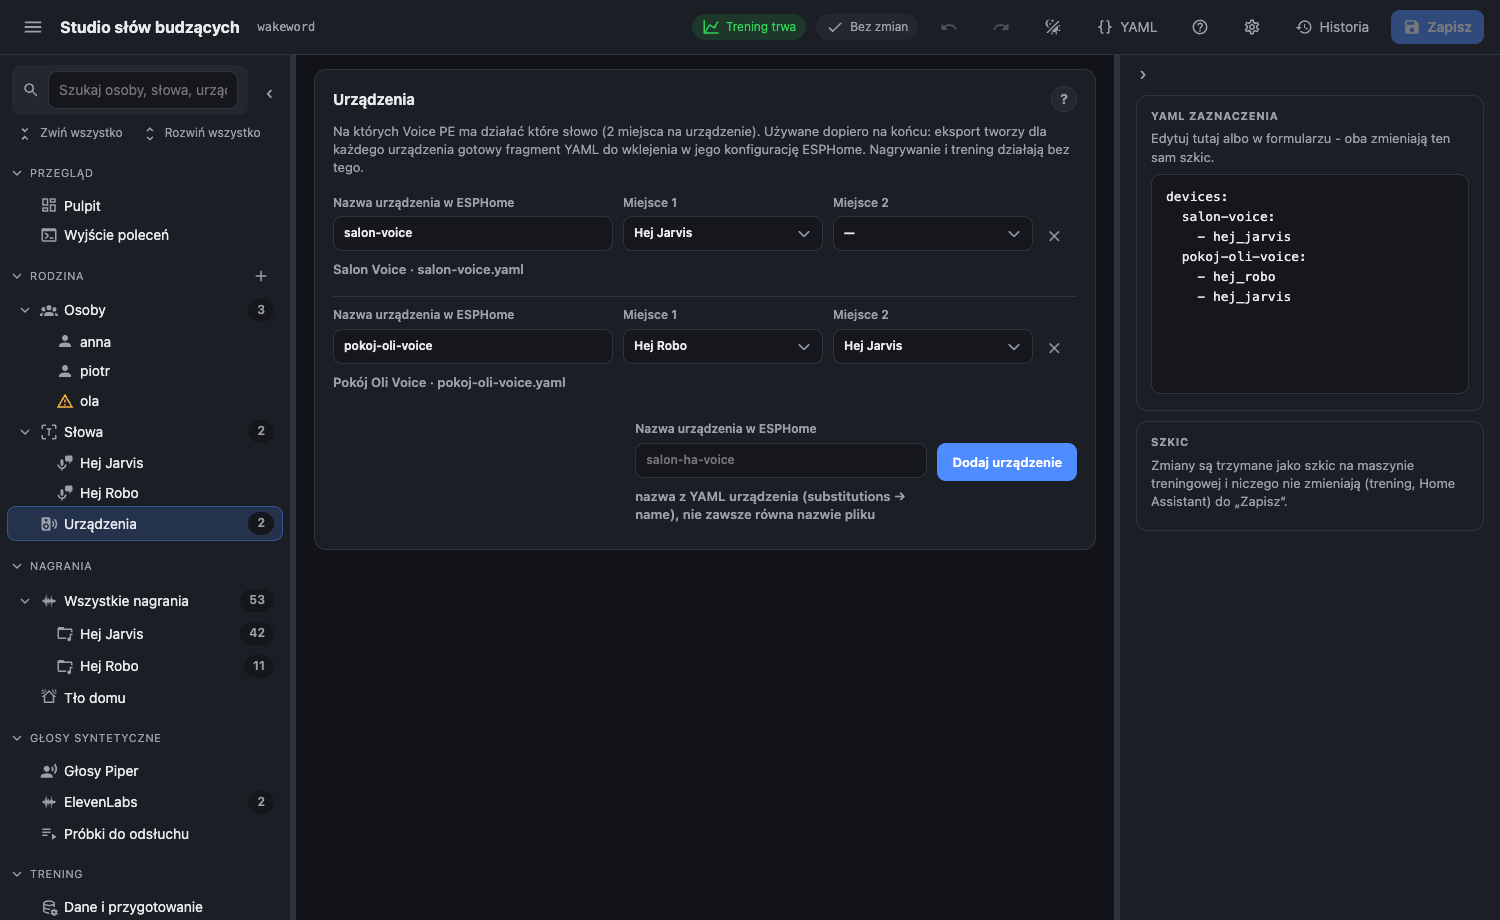 Studio słów budzących wakeword
Trening trwa
Bez zmian
YAML
Historia
Zapisz
Szukaj osoby, słowa, urząd
Zwiń wszystko
Rozwiń wszystko
PRZEGLĄD
Pulpit
Wyjście poleceń
RODZINA
Osoby 3
anna
piotr
ola
Słowa 2
Hej Jarvis
Hej Robo
Urządzenia 2
NAGRANIA
Wszystkie nagrania 53
Hej Jarvis 42
Hej Robo 11
Tło domu
GŁOSY SYNTETYCZNE
Głosy Piper
ElevenLabs 2
Próbki do odsłuchu
TRENING
Dane i przygotowanie
Urządzenia
?
Na których Voice PE ma działać które słowo (2 miejsca na urządzenie). Używane dopiero na końcu: eksport tworzy dla
każdego urządzenia gotowy fragment YAML do wklejenia w jego konfigurację ESPHome. Nagrywanie i trening działają bez
tego.
Nazwa urządzenia w ESPHome Miejsce 1 Miejsce 2
salon-voice Hej Jarvis —
Salon Voice · salon-voice.yaml
Nazwa urządzenia w ESPHome Miejsce 1 Miejsce 2
pokoj-oli-voice Hej Robo Hej Jarvis
Pokój Oli Voice · pokoj-oli-voice.yaml
Nazwa urządzenia w ESPHome
salon-ha-voice Dodaj urządzenie
nazwa z YAML urządzenia (substitutions →
name), nie zawsze równa nazwie pliku
YAML ZAZNACZENIA
Edytuj tutaj albo w formularzu - oba zmieniają ten
sam szkic.
devices:
salon-voice:
- hej_jarvis
pokoj-oli-voice:
- hej_robo
- hej_jarvis
SZKIC
Zmiany są trzymane jako szkic na maszynie
treningowej i niczego nie zmieniają (trening, Home
Assistant) do „Zapisz”.